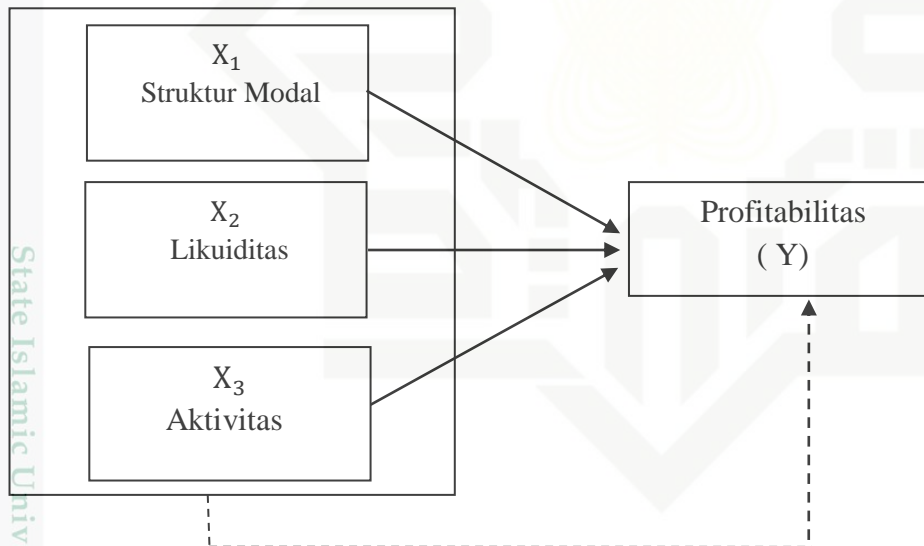 X₁
Struktur Modal
X₂
Likuiditas
X₃
Aktivitas
Profitabilitas
( Y)
State Islamic Univ